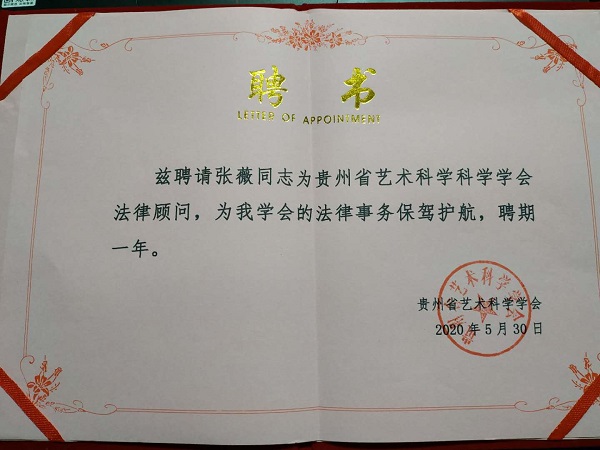 聘 书
LETTER OF APPOINTMENT
兹聘请张薇同志为贵州省艺术科学科学学会
法律顾问，为我学会的法律事务保驾护航，聘期
一年。
贵州省艺术科学学会
2020年5月30日